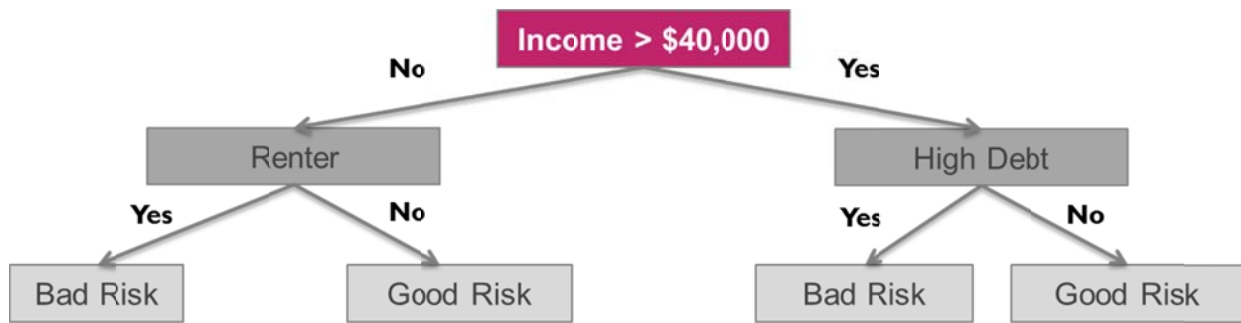 Income > $40,000
No
Yes
Renter
High Debt
Yes
No
Yes
No
Bad Risk
Good Risk
Bad Risk
Good Risk